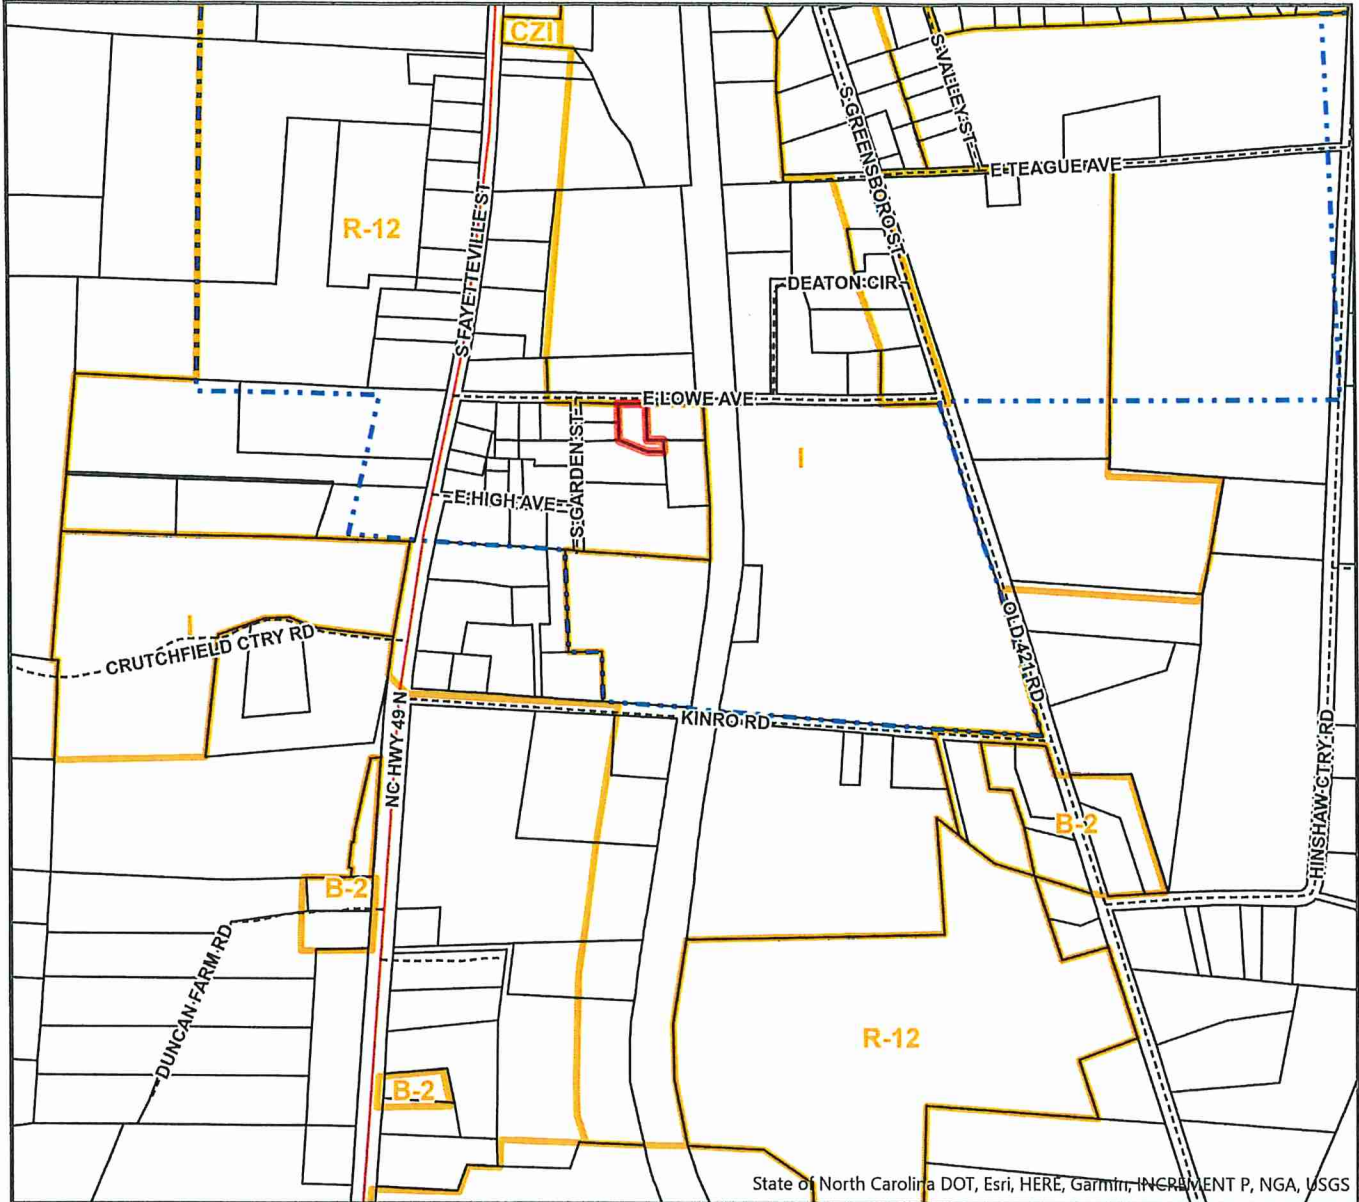 CZI
S VALLEY ST
S GREENSBORO ST
E TEAGUE AVE
R-12
S FAYETTEVILLE ST
DEATON CIR
E LOWE AVE
S GARDEN ST
I
E HIGH AVE
OLD 421 RD
I
CRUTCHFIELD CTRY RD
KINRO RD
NC HWY 49 N
HINSHAW CTRY RD
B-2
B-2
DUNCAN FARM RD
R-12
B-2
State of North Carolina DOT, Esri, HERE, Garmin, INCREMENT P, NGA, USGS